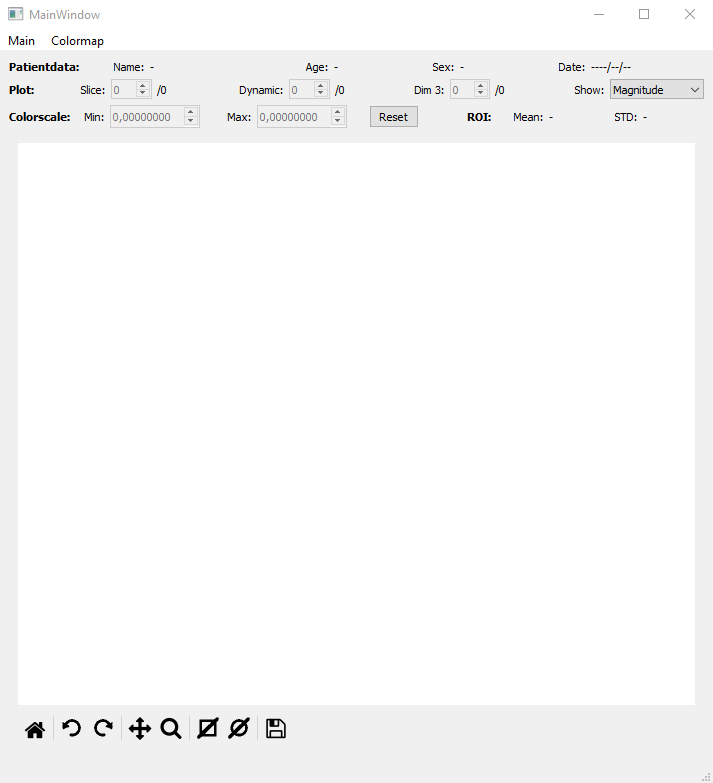 MainWindow
Main Colormap
Patientdata: Name: - Age: - Sex: - Date: ----/--/--
Plot: Slice: 0 /0 Dynamic: 0 /0 Dim 3: 0 /0 Show: Magnitude
Colorscale: Min: 0,00000000 Max: 0,00000000 Reset ROI: Mean: - STD: -